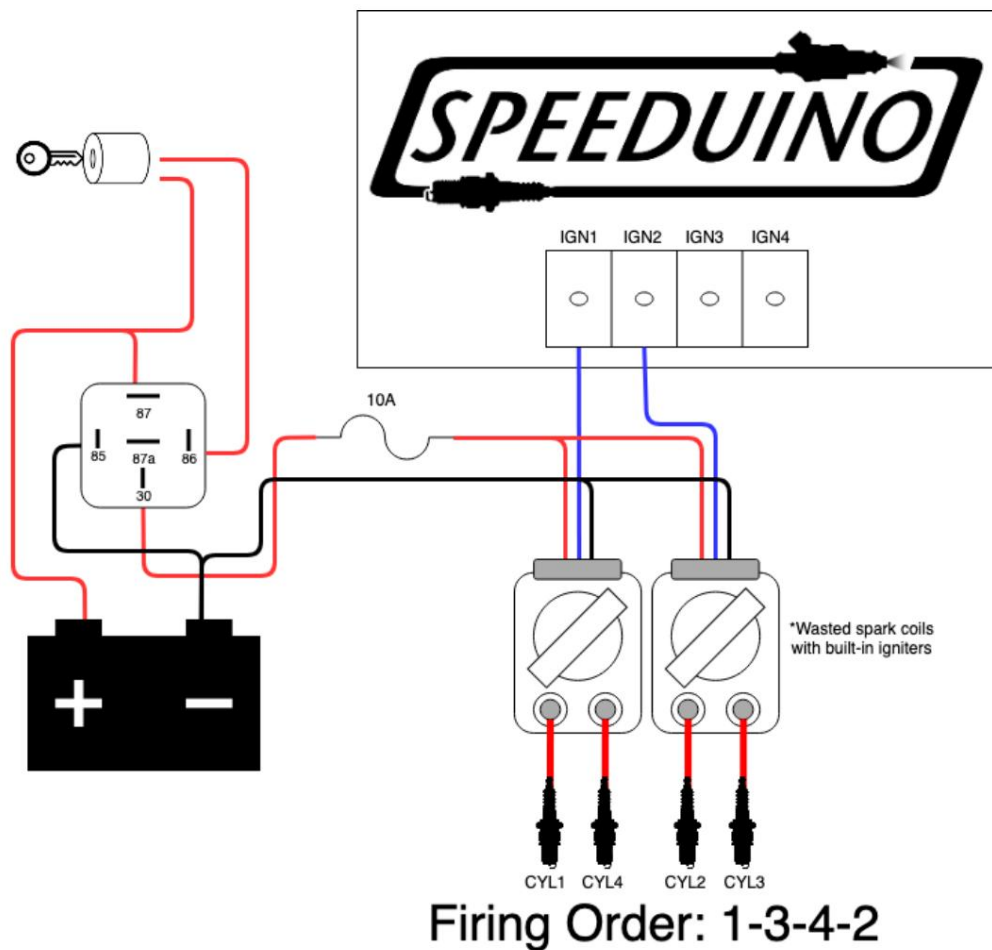 SPEEDUINO
IGN1 IGN2 IGN3 IGN4
10A
87
85 87a 86
30
+ −
*Wasted spark coils
with built-in igniters
CYL1 CYL4 CYL2 CYL3
Firing Order: 1-3-4-2